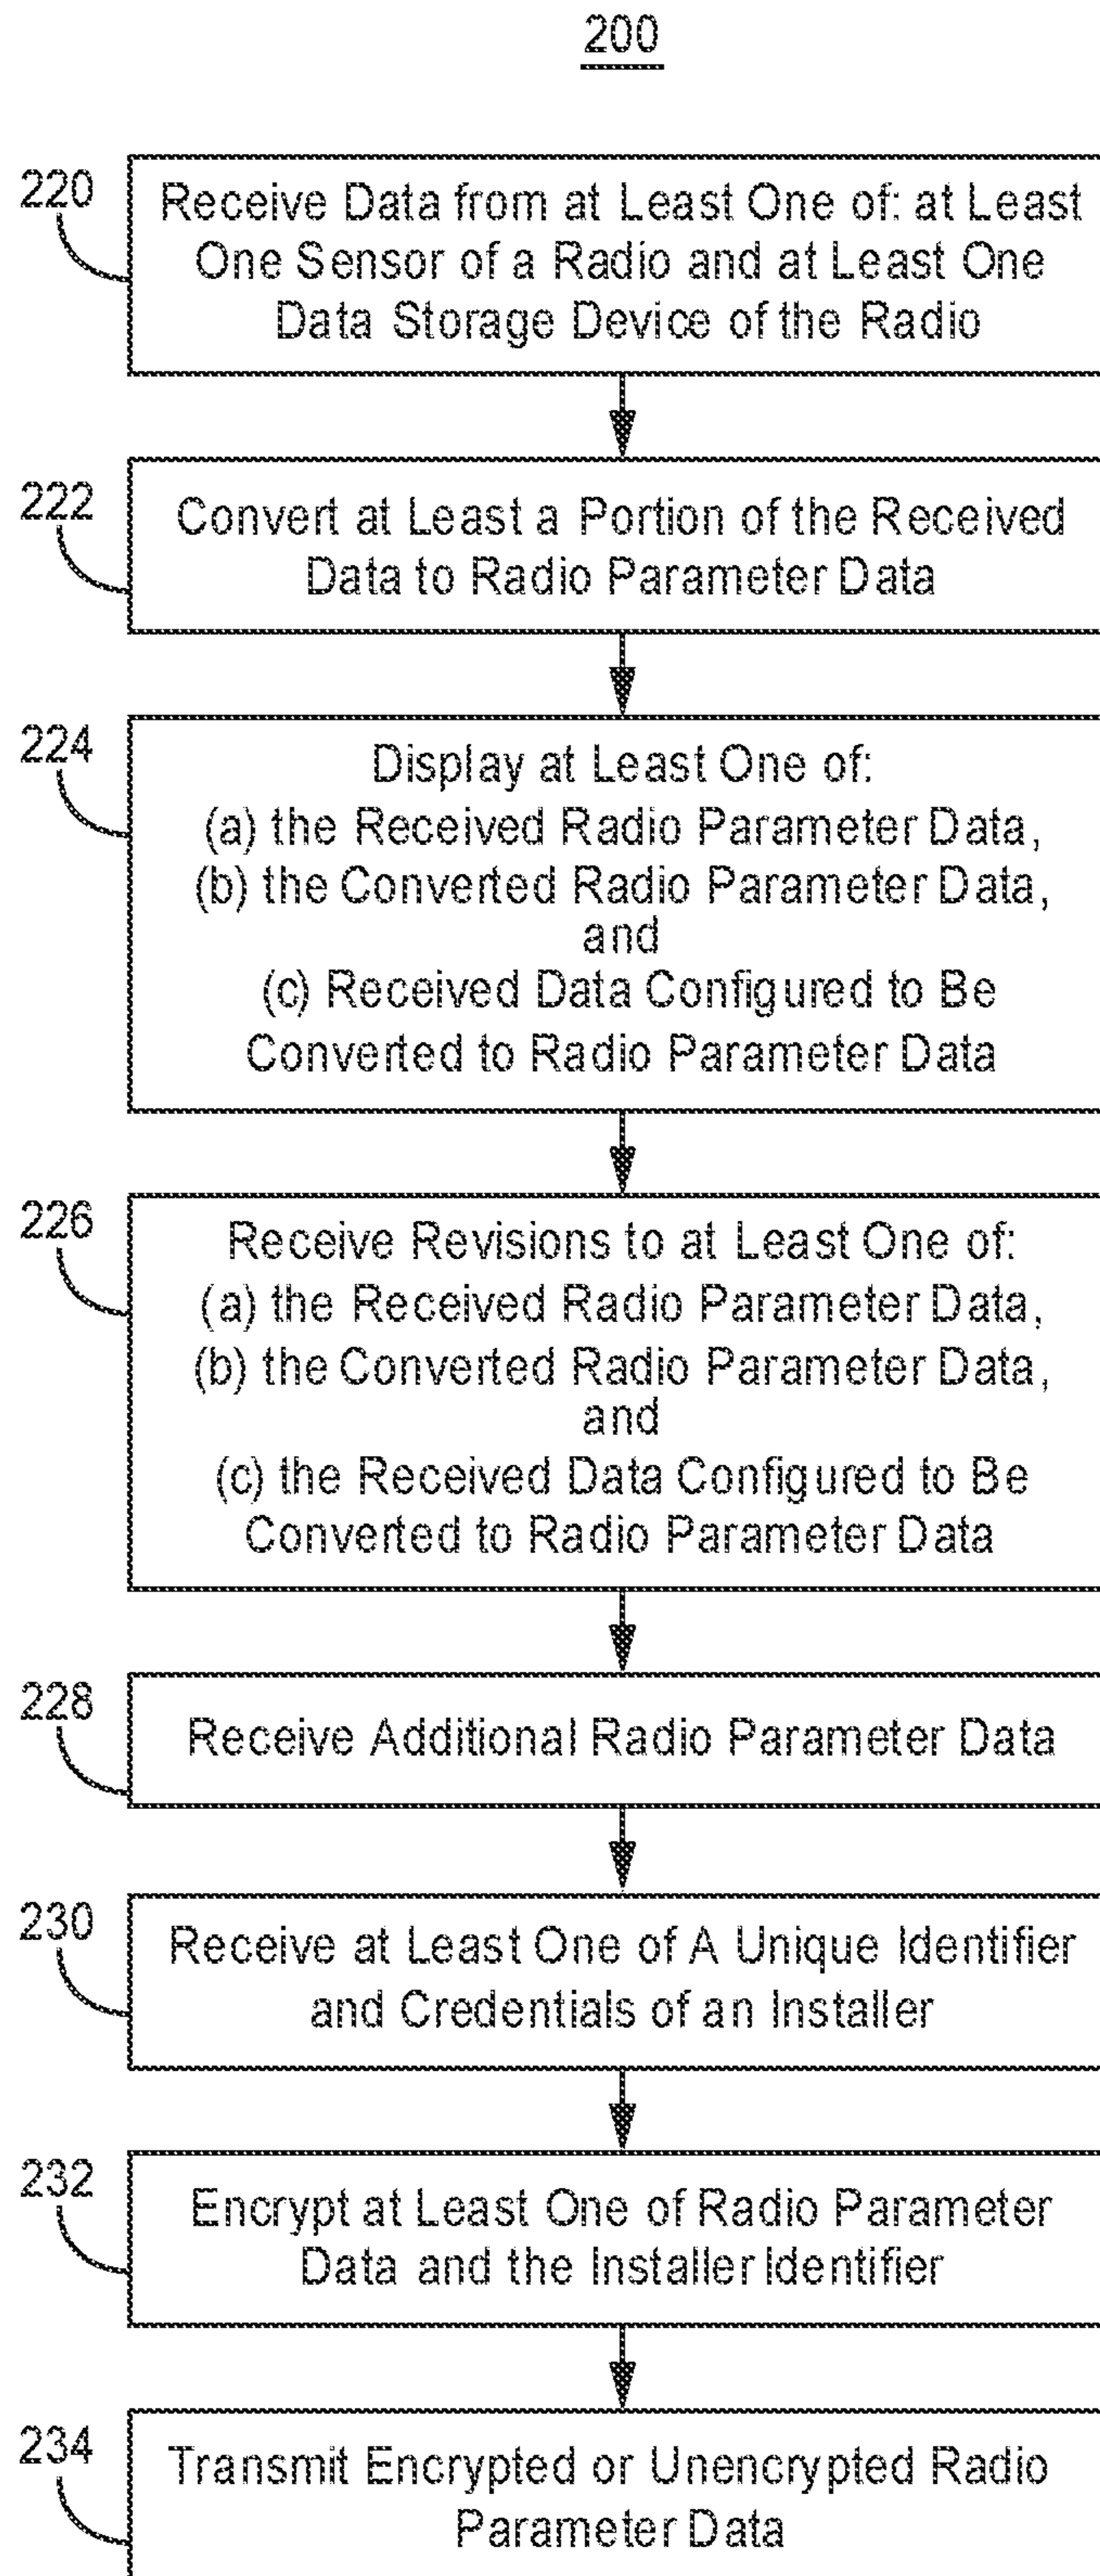 200
220
Receive Data from at Least One of: at Least
One Sensor of a Radio and at Least One
Data Storage Device of the Radio
222
Convert at Least a Portion of the Received
Data to Radio Parameter Data
224
Display at Least One of:
(a) the Received Radio Parameter Data,
(b) the Converted Radio Parameter Data,
and
(c) Received Data Configured to Be
Converted to Radio Parameter Data
226
Receive Revisions to at Least One of:
(a) the Received Radio Parameter Data,
(b) the Converted Radio Parameter Data,
and
(c) the Received Data Configured to Be
Converted to Radio Parameter Data
228
Receive Additional Radio Parameter Data
230
Receive at Least One of A Unique Identifier
and Credentials of an Installer
232
Encrypt at Least One of Radio Parameter
Data and the Installer Identifier
234
Transmit Encrypted or Unencrypted Radio
Parameter Data